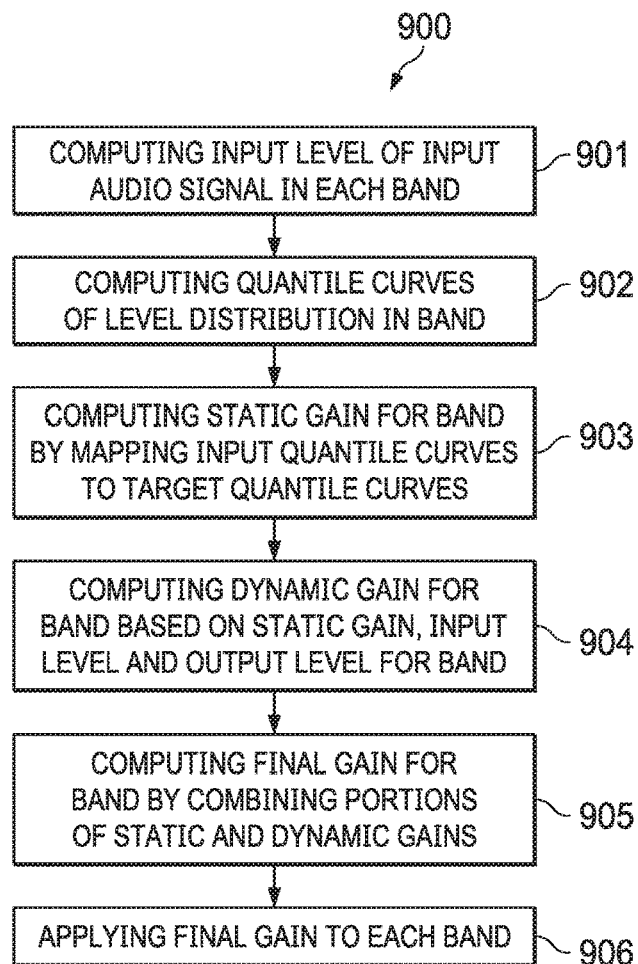 900
COMPUTING INPUT LEVEL OF INPUT
AUDIO SIGNAL IN EACH BAND
901
COMPUTING QUANTILE CURVES
OF LEVEL DISTRIBUTION IN BAND
902
COMPUTING STATIC GAIN FOR BAND
BY MAPPING INPUT QUANTILE CURVES
TO TARGET QUANTILE CURVES
903
COMPUTING DYNAMIC GAIN FOR
BAND BASED ON STATIC GAIN, INPUT
LEVEL AND OUTPUT LEVEL FOR BAND
904
COMPUTING FINAL GAIN FOR
BAND BY COMBINING PORTIONS
OF STATIC AND DYNAMIC GAINS
905
APPLYING FINAL GAIN TO EACH BAND
906